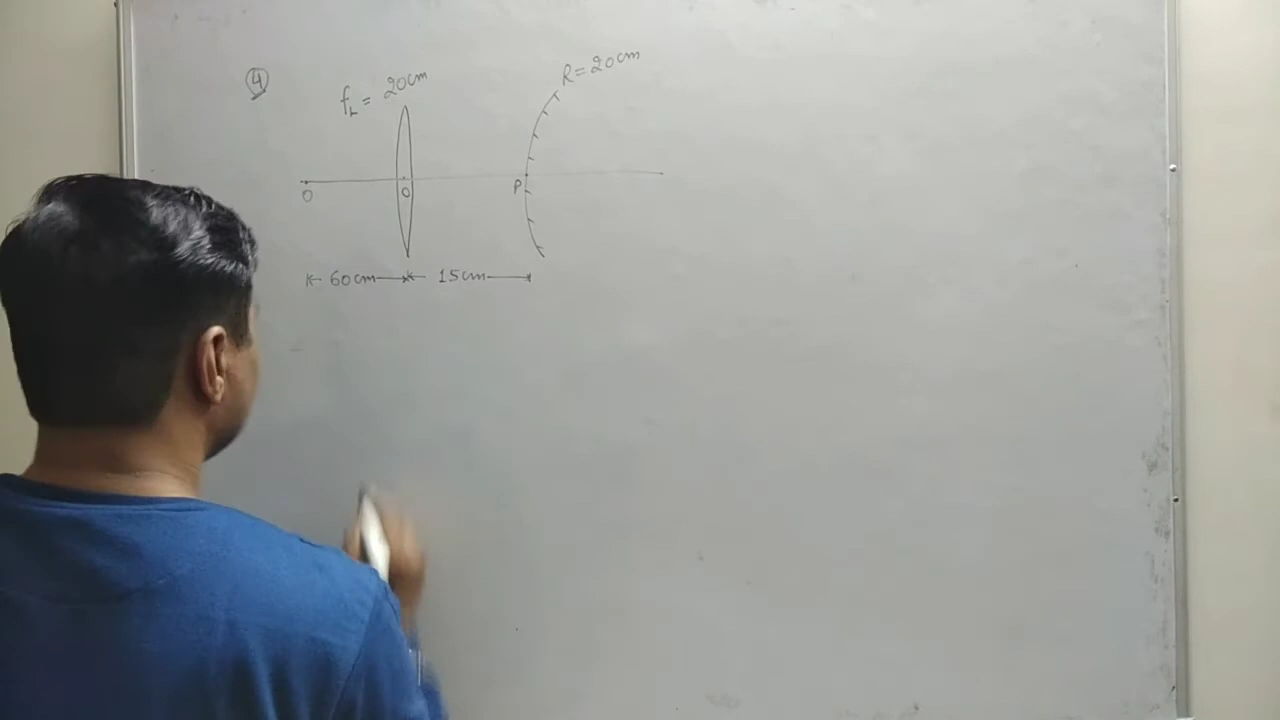 ④
f_L = 20cm
R = 20cm
O
O
P
60cm
15cm